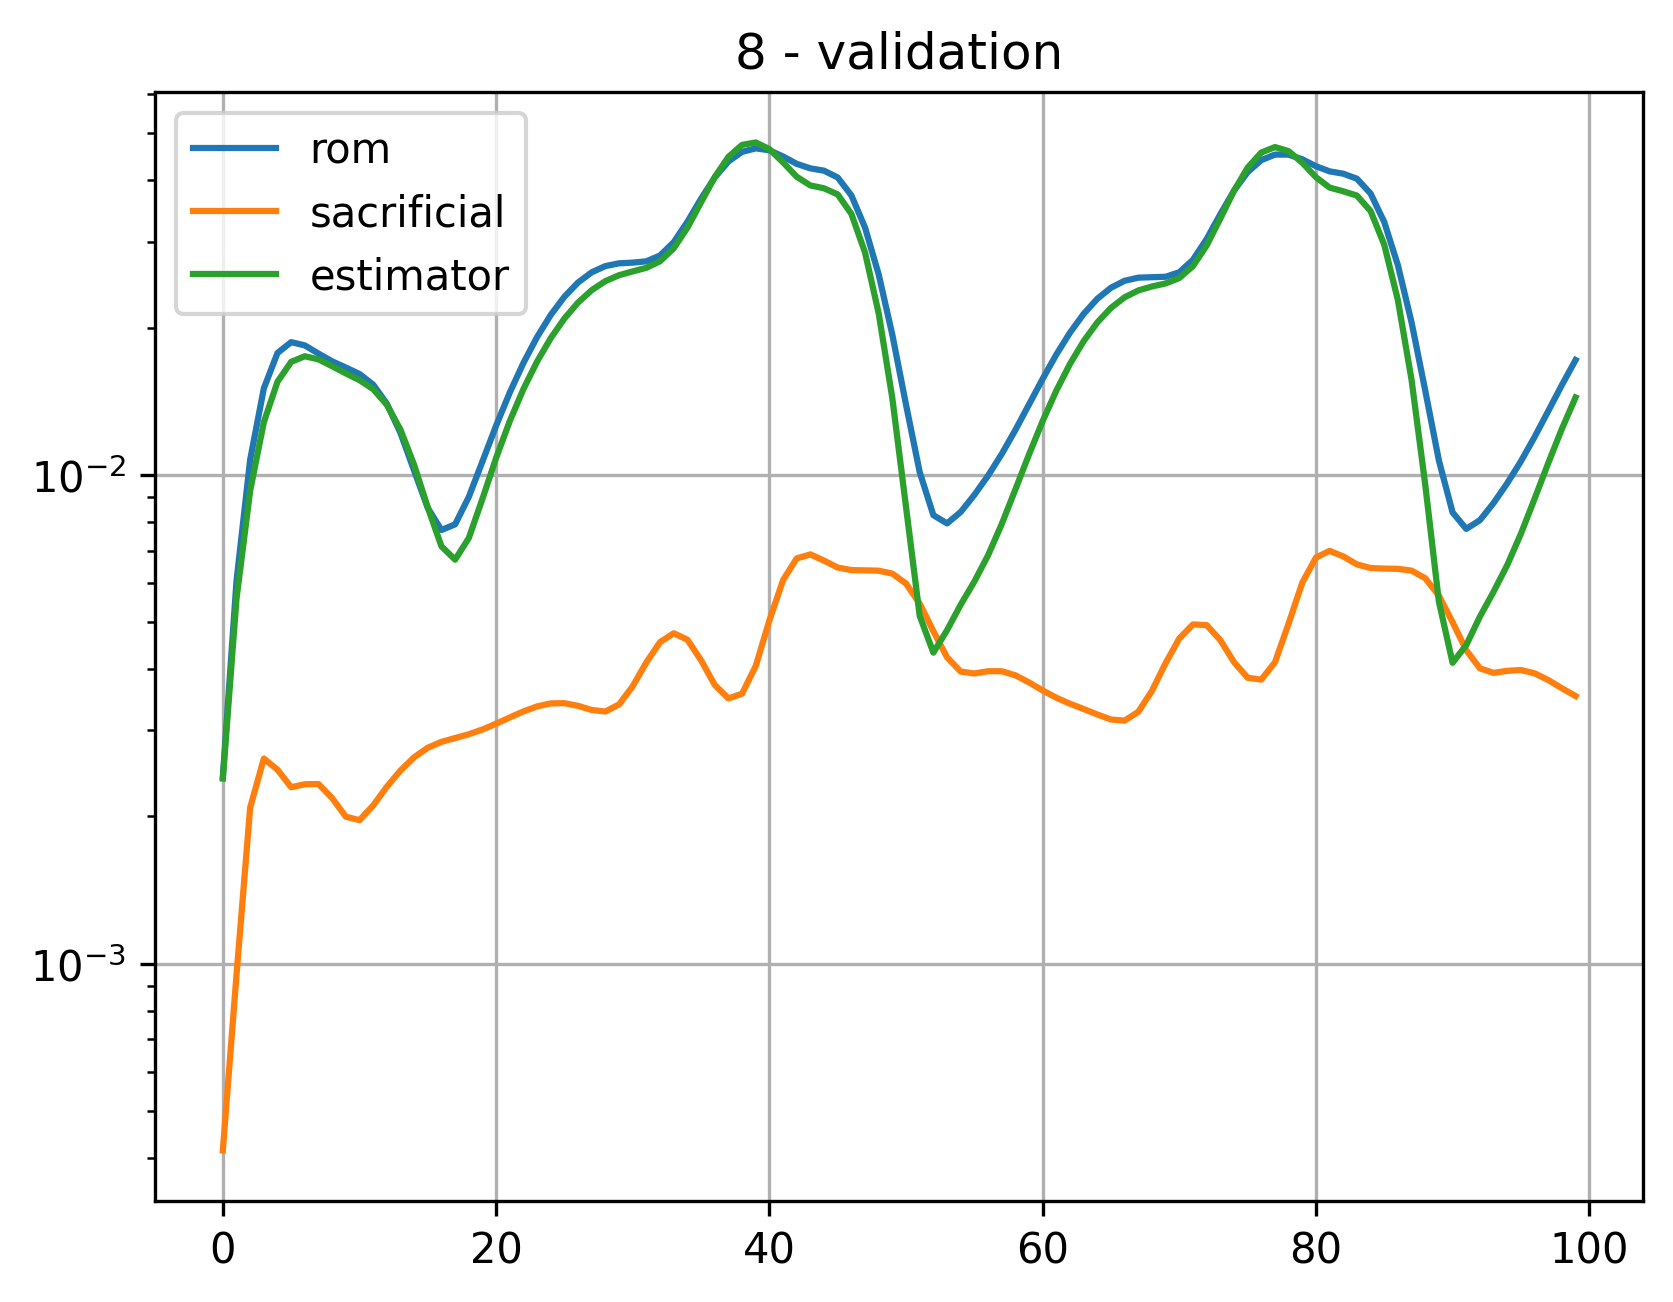 8 - validation
rom
sacrificial
estimator
10⁻²
10⁻³
0 20 40 60 80 100